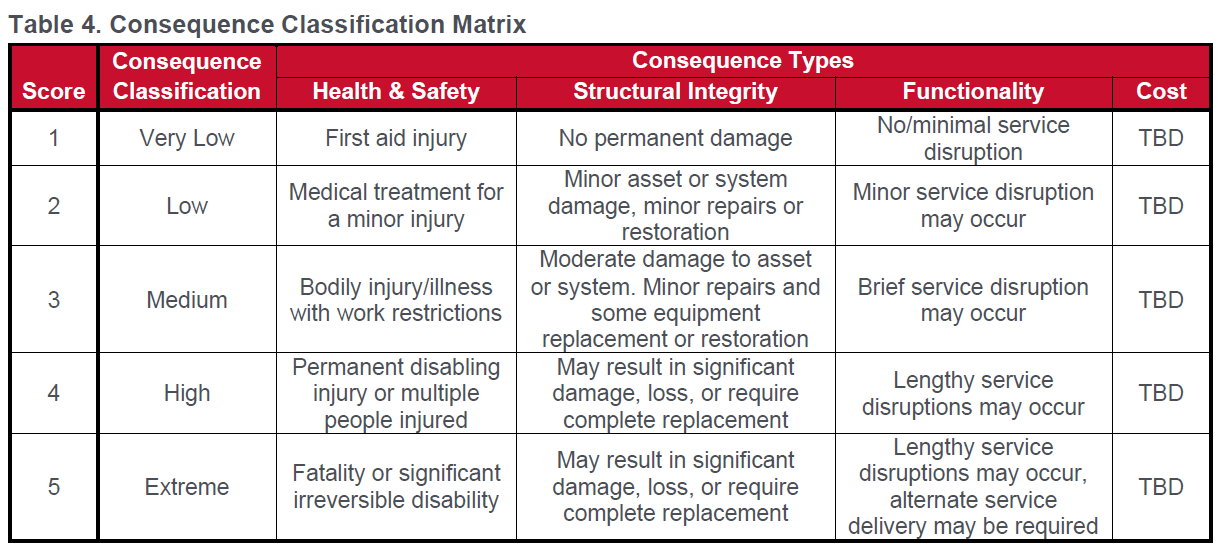 Table 4. Consequence Classification Matrix
Score
Consequence
Classification
Consequence Types
Health & Safety
Structural Integrity
Functionality
Cost
1
Very Low
First aid injury
No permanent damage
No/minimal service
disruption
TBD
2
Low
Medical treatment for
a minor injury
Minor asset or system
damage, minor repairs or
restoration
Minor service disruption
may occur
TBD
3
Medium
Bodily injury/illness
with work restrictions
Moderate damage to asset
or system. Minor repairs and
some equipment
replacement or restoration
Brief service disruption
may occur
TBD
4
High
Permanent disabling
injury or multiple
people injured
May result in significant
damage, loss, or require
complete replacement
Lengthy service
disruptions may occur
TBD
5
Extreme
Fatality or significant
irreversible disability
May result in significant
damage, loss, or require
complete replacement
Lengthy service
disruptions may occur,
alternate service
delivery may be required
TBD